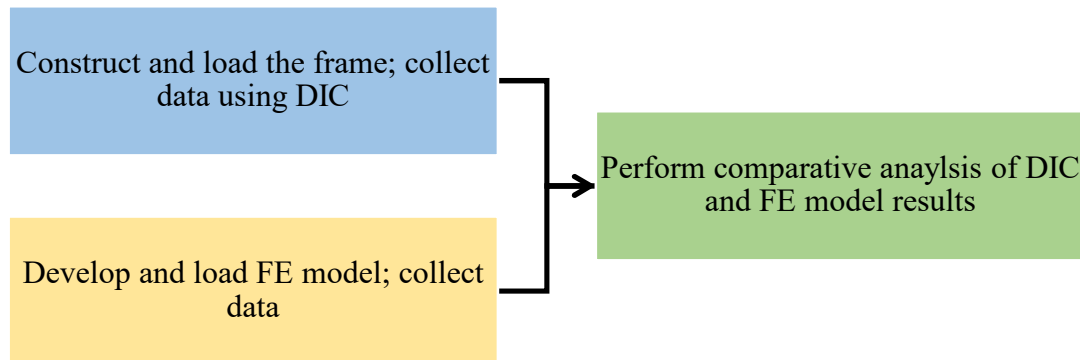 Construct and load the frame; collect
data using DIC
Develop and load FE model; collect
data
Perform comparative anaylsis of DIC
and FE model results